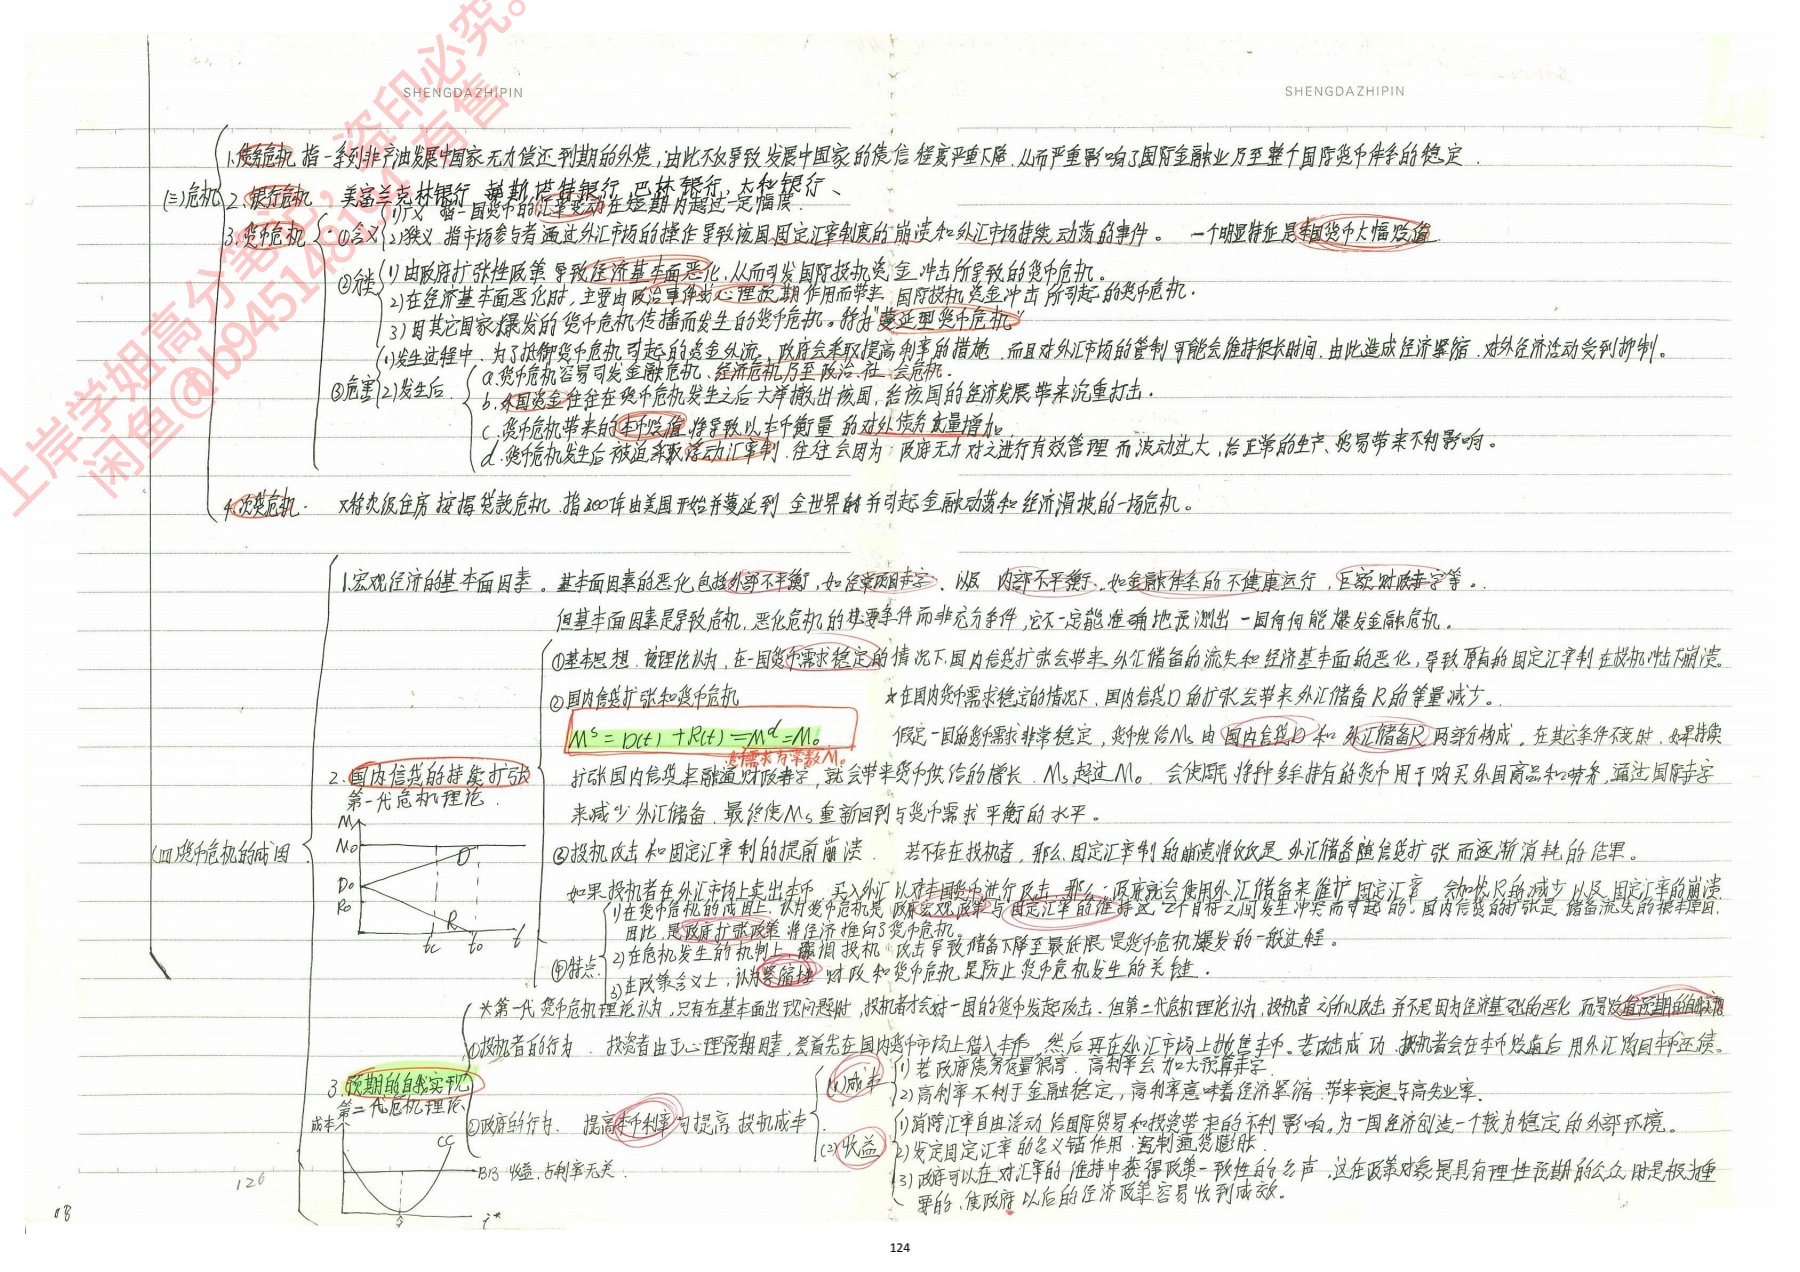 SHENGDAZHIPIN
SHENGDAZHIPIN
上岸学姐高分笔记，盗印必究。
闲鱼@b945148194 有售
(三)危机
1.债务危机 指一系列非产油发展中国家无力偿还到期的外债，由此不仅导致发展中国家的债信程度严重下降，从而严重影响了国际金融业乃至整个国际货币体系的稳定.
2、银行危机 美富兰克林银行、赫斯塔特银行、巴林银行、大和银行、
3.货币危机
①含义
1)广义 指一国货币的汇率变动在短期内超过一定幅度.
(2)狭义 指市场参与者通过外汇市场的操作导致该国固定汇率制度的崩溃和外汇市场持续动荡的事件。 一个明显特征是本国货币大幅贬值
②分类
(1)由政府扩张性政策导致经济基本面恶化，从而引发国际投机资金冲击所导致的货币危机。
2)在经济基本面恶化时，主要由政治事件或心理预期作用而带来 国际投机资金冲击所引起的货币危机.
3)因其它国家爆发的货币危机传播而发生的货币危机。称为"蔓延型货币危机"
③危害
(1)发生过程中.为了抵御货币危机引起的资金外流，政府会采取提高利率的措施，而且对外汇市场的管制可能会维持很长时间，由此造成经济紧缩，对外经济活动受到抑制。
(2)发生后
a.货币危机容易引发金融危机、经济危机乃至政治、社会危机.
b.外国资金往往在货币危机发生之后大举撤出该国，给该国的经济发展带来沉重打击.
c.货币危机带来的本币贬值将导致以本币衡量的对外债务负量增加
d.货币危机发生后被迫采取浮动汇率制，往往会因为政府无力对之进行有效管理而波动过大，给正常的生产、贸易带来不利影响。
4.次贷危机. 又称次级住房按揭贷款危机，指2007年由美国开始并蔓延到全世界的并引起金融动荡和经济滑坡的一场危机。
(四)货币危机的成因
1.宏观经济的基本面因素。基本面因素的恶化包括外部不平衡，如经常项目赤字、以及 内部不平衡，如金融体系的不健康运行，巨额财政赤字等。
但基本面因素是导致危机，恶化危机的必要条件而非充分条件，它不一定能准确地预测出一国何何能爆发金融危机。
2.国内信贷的持续扩张
第一代危机理论.
①基本思想.该理论认为，在一国货币需求稳定的情况下国内信贷扩张会带来外汇储备的流失和经济基本面的恶化，导致原有的固定汇率制在投机冲击下崩溃.
②国内信贷扩张和货币危机 *在国内货币需求稳定的情况下，国内信贷D的扩张会带来外汇储备R的等量减少。
Mˢ = D(t) + R(t) = Mᵈ = M₀
需求为常数M₀
假定一国的货币需求非常稳定，货币供给Ms由国内信贷D和外汇储备R两部分构成。在其它条件不变时，如果持续
扩张国内信贷来融通财政赤字，就会带来货币供给的增长，Ms超过M₀ 会使居民将种多余持有的货币用于购买外国商品和劳务，通过国际赤字
来减少外汇储备，最终使Ms重新回到与货币需求平衡的水平。
M
M₀
D₀
R₀
D
R
tc
t₀
t
③投机攻击和固定汇率制的提前崩溃. 若不存在投机者，那么固定汇率制的崩溃将仅仅是外汇储备随信贷扩张而逐渐消耗的结果。
如果投机者在外汇市场上卖出本币，买入外汇以对本国货币进行攻击，那么，政府就会使用外汇储备来维护固定汇率，会加快R的减少以及固定汇率的崩溃
④特点
1)在货币危机的成因上，认为货币危机是政府宏观政策与固定汇率的维持这2个目标之间发生冲突而引起的。国内信贷的扩张是储备流失的根本原因.
因此，是政府扩张政策将经济推向了货币危机。
2)在危机发生的机制上，强调投机 攻击导致储备下降至最低限是货币危机爆发的一般过程。
3)在政策含义上，认为紧缩性财政和货币危机是防止货币危机发生的关键.
3.预期的自我实现
第二代危机理论
*第一代货币危机理论认为，只有在基本面出现问题时，投机者才会对一国的货币发起攻击.但第二代危机理论认为，投机者之所以攻击并不是因为经济基础的恶化 而是贬值预期的自我实现
①投机者的行为. 投资者由于心理预期因素，会首先在国内货币市场上借入本币，然后再在外汇市场上抛售本币。若攻击成功，投机者会在本币贬值后用外汇购回本币还债。
②政府的行为. 提高本币利率可提高投机成本
(1)成本
1)若政府债务存量很高，高利率会加大预算赤字.
(2)高利率不利于金融稳定，高利率意味着经济紧缩，带来衰退与高失业率.
(2)收益
(1)消除汇率自由浮动给国际贸易和投资带来的不利影响。为一国经济创造一个较为稳定的外部环境。
2)发定固定汇率的名义锚作用，遏制通货膨胀.
3)政府可以在对汇率的维持中获得政策一致性的名声，这在政策对象是具有理性预期的公众时是极为重
要的，使政府以后的经济政策容易收到成效。
成本
CC
BB 收益，与利率无关.
i*
126
124